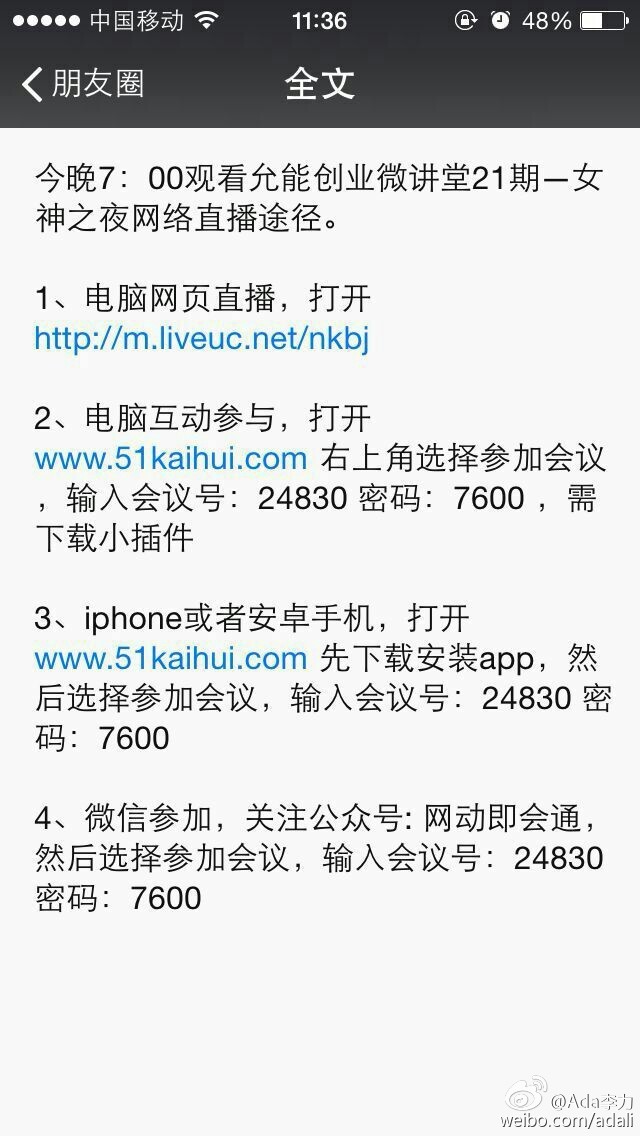 中国移动 11:36 48%
朋友圈 全文
今晚7：00观看允能创业微讲堂21期—女
神之夜网络直播途径。
1、电脑网页直播，打开
http://m.liveuc.net/nkbj
2、电脑互动参与，打开
www.51kaihui.com 右上角选择参加会议
，输入会议号：24830 密码：7600 ，需
下载小插件
3、iphone或者安卓手机，打开
www.51kaihui.com 先下载安装app，然
后选择参加会议，输入会议号：24830 密
码：7600
4、微信参加，关注公众号: 网动即会通，
然后选择参加会议，输入会议号：24830
密码：7600
@Ada李力
weibo.com/adali